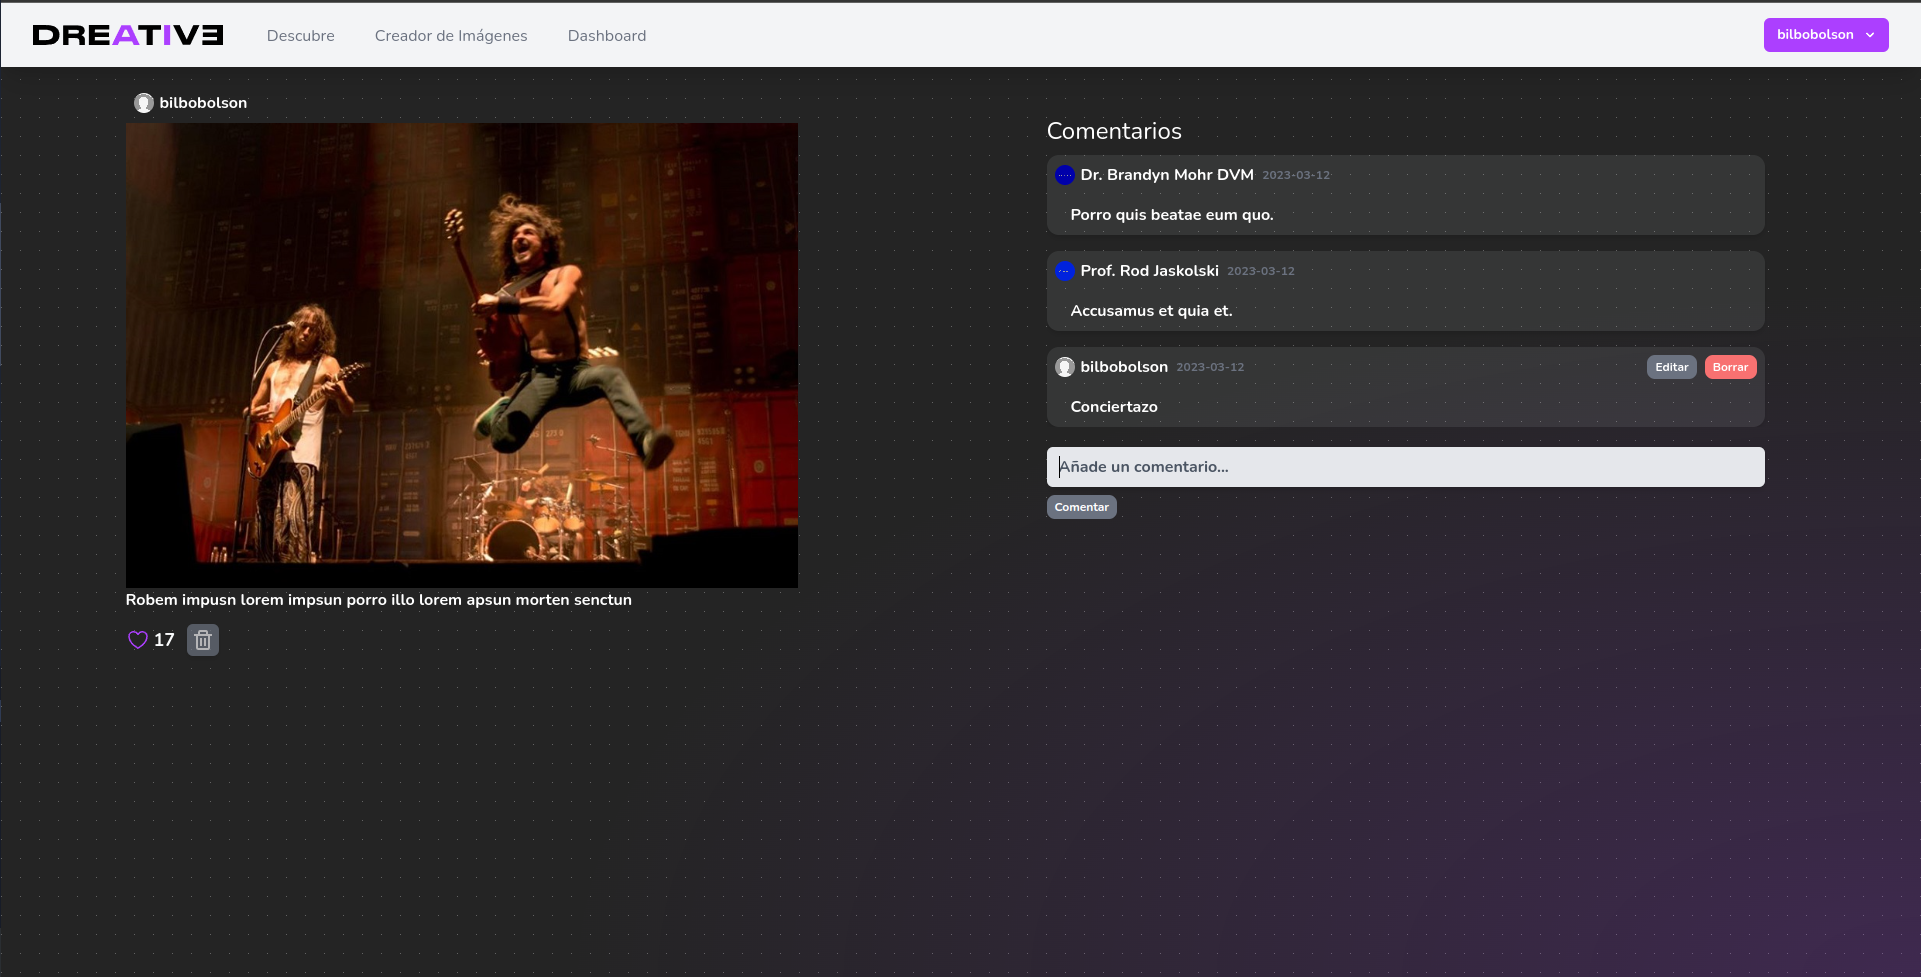 DREATIVE
Descubre
Creador de Imágenes
Dashboard
bilbobolson
bilbobolson
Robem impusn lorem impsun porro illo lorem apsun morten senctun
17
Comentarios
Dr. Brandyn Mohr DVM 2023-03-12
Porro quis beatae eum quo.
Prof. Rod Jaskolski 2023-03-12
Accusamus et quia et.
bilbobolson 2023-03-12
Editar
Borrar
Conciertazo
Añade un comentario...
Comentar